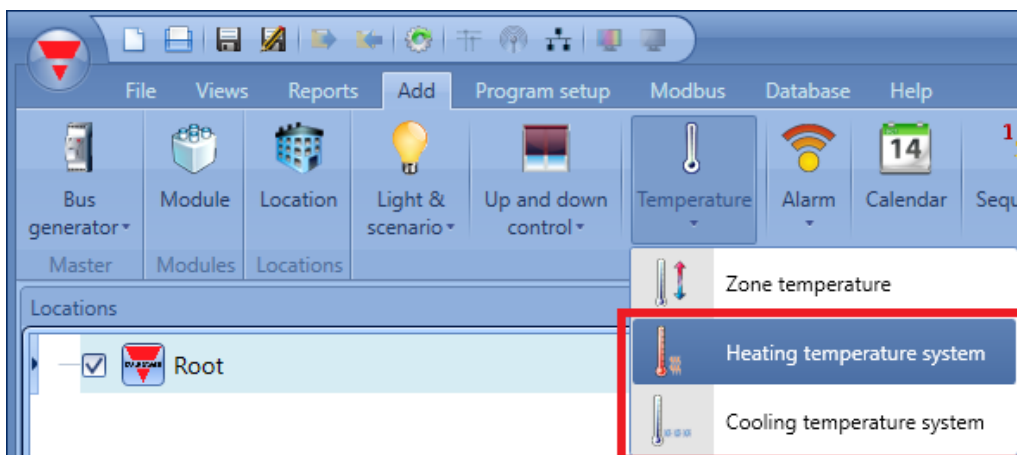 File Views Reports Add Program setup Modbus Database Help
14
Bus generator
Module
Location
Light & scenario
Up and down control
Temperature
Alarm
Calendar
Master Modules Locations
Locations
Root
Zone temperature
Heating temperature system
Cooling temperature system